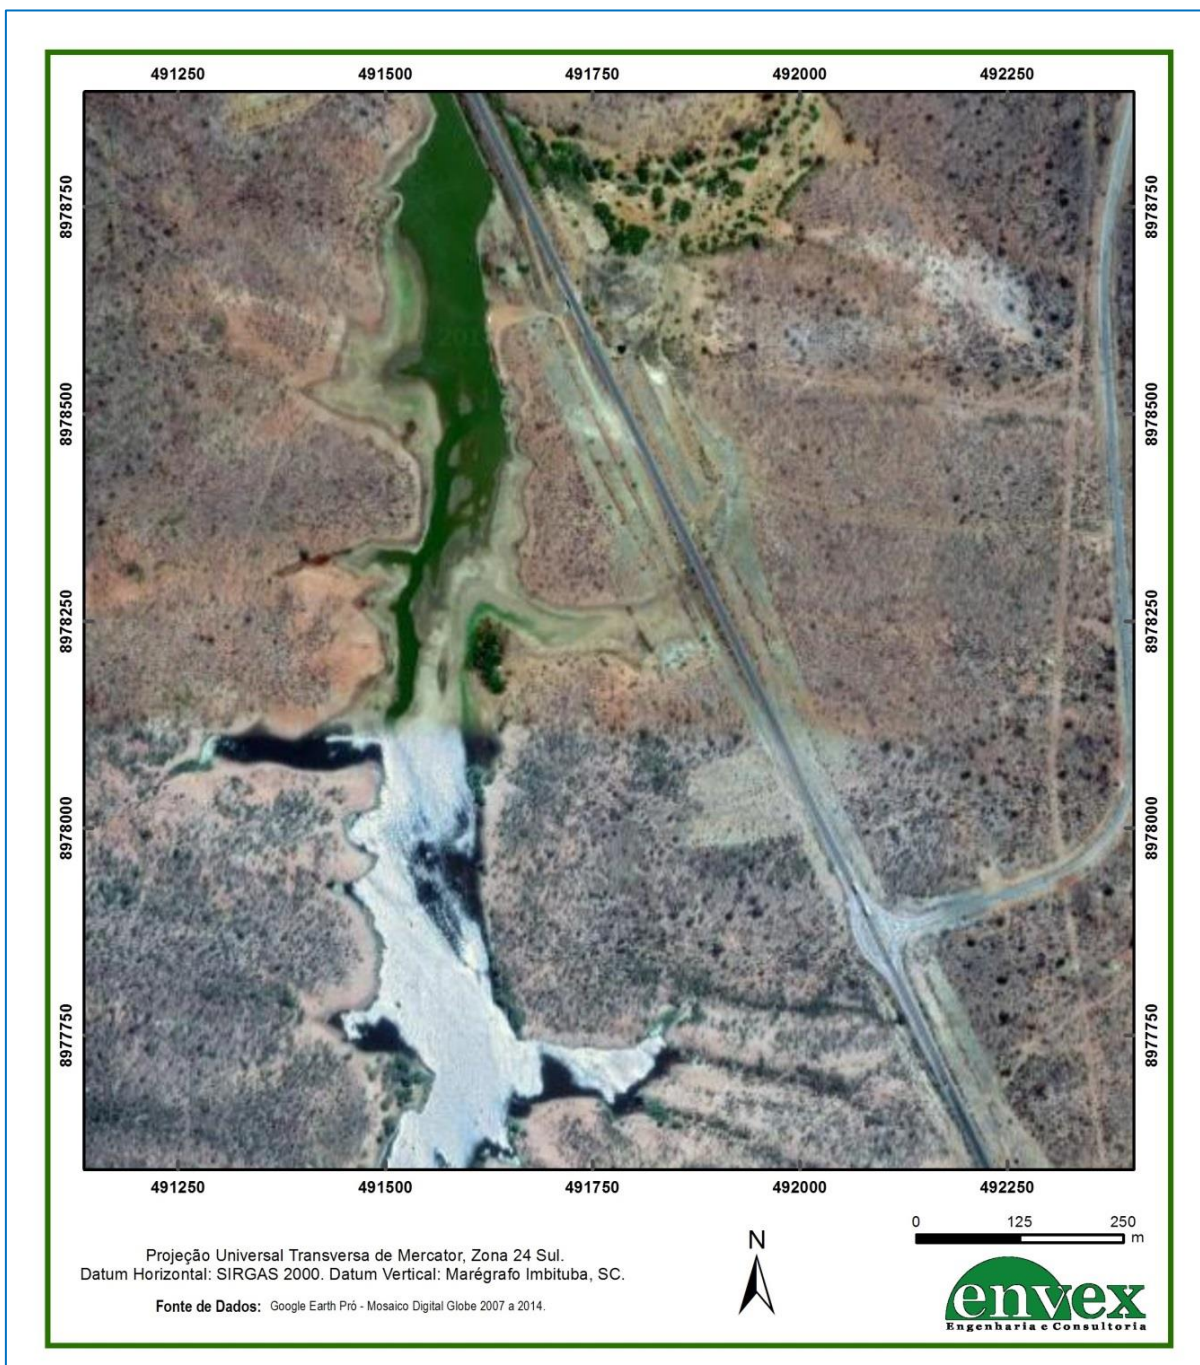 491250 491500 491750 492000 492250
8978750 8978750
8978500 8978500
8978250 8978250
8978000 8978000
8977750 8977750
491250 491500 491750 492000 492250
0 125 250
m
N
Projeção Universal Transversa de Mercator, Zona 24 Sul.
Datum Horizontal: SIRGAS 2000. Datum Vertical: Marégrafo Imbituba, SC.
Fonte de Dados: Google Earth Pró - Mosaico Digital Globe 2007 a 2014.
envex
Engenharia e Consultoria